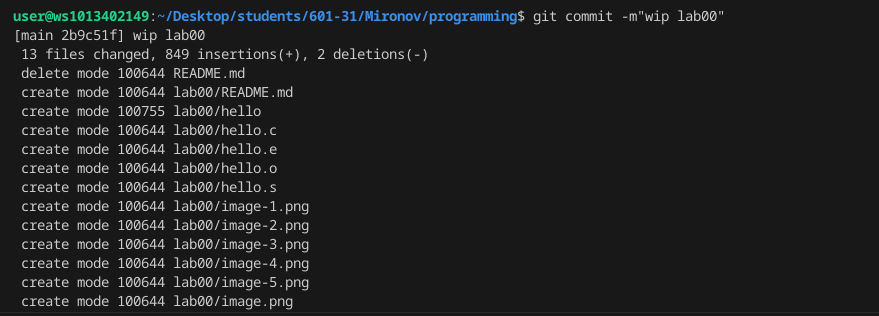 user@ws1013402149:~/Desktop/students/601-31/Mironov/programming$ git commit -m"wip lab00"
[main 2b9c51f] wip lab00
 13 files changed, 849 insertions(+), 2 deletions(-)
 delete mode 100644 README.md
 create mode 100644 lab00/README.md
 create mode 100755 lab00/hello
 create mode 100644 lab00/hello.c
 create mode 100644 lab00/hello.e
 create mode 100644 lab00/hello.o
 create mode 100644 lab00/hello.s
 create mode 100644 lab00/image-1.png
 create mode 100644 lab00/image-2.png
 create mode 100644 lab00/image-3.png
 create mode 100644 lab00/image-4.png
 create mode 100644 lab00/image-5.png
 create mode 100644 lab00/image.png